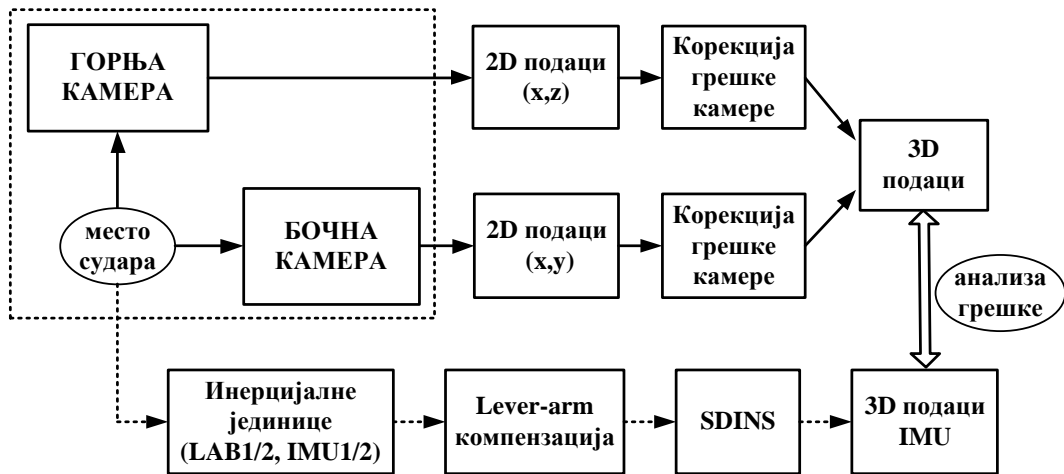 ГОРЊА
КАМЕРА
2D подаци
(x,z)
Корекција
грешке
камере
3D
подаци
место
судара
БОЧНА
КАМЕРА
2D подаци
(x,y)
Корекција
грешке
камере
анализа
грешке
Инерцијалне
јединице
(LAB1/2, IMU1/2)
Lever-arm
компензација
SDINS
3D подаци
IMU